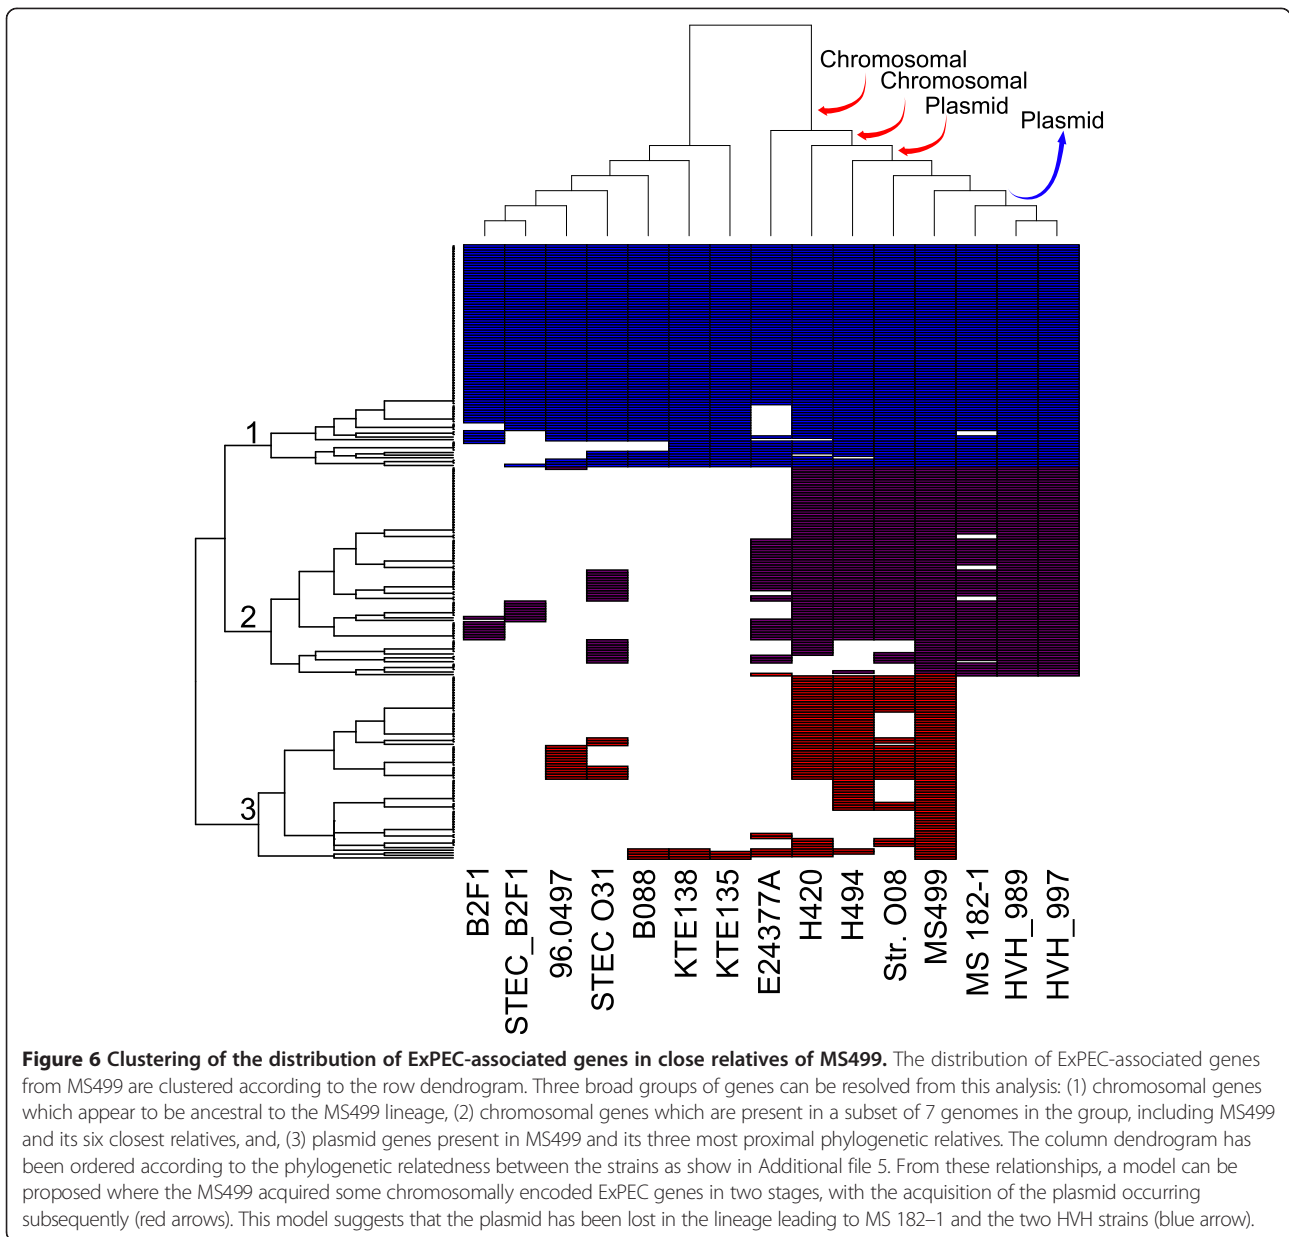 Chromosomal
Chromosomal
Plasmid
Plasmid
1
2
3
B2F1
STEC_B2F1
96.0497
STEC O31
B088
KTE138
KTE135
E24377A
H420
H494
Str. O08
MS499
MS 182-1
HVH_989
HVH_997
Figure 6 Clustering of the distribution of ExPEC-associated genes in close relatives of MS499. The distribution of ExPEC-associated genes
from MS499 are clustered according to the row dendrogram. Three broad groups of genes can be resolved from this analysis: (1) chromosomal genes
which appear to be ancestral to the MS499 lineage, (2) chromosomal genes which are present in a subset of 7 genomes in the group, including MS499
and its six closest relatives, and, (3) plasmid genes present in MS499 and its three most proximal phylogenetic relatives. The column dendrogram has
been ordered according to the phylogenetic relatedness between the strains as show in Additional file 5. From these relationships, a model can be
proposed where the MS499 acquired some chromosomally encoded ExPEC genes in two stages, with the acquisition of the plasmid occurring
subsequently (red arrows). This model suggests that the plasmid has been lost in the lineage leading to MS 182–1 and the two HVH strains (blue arrow).